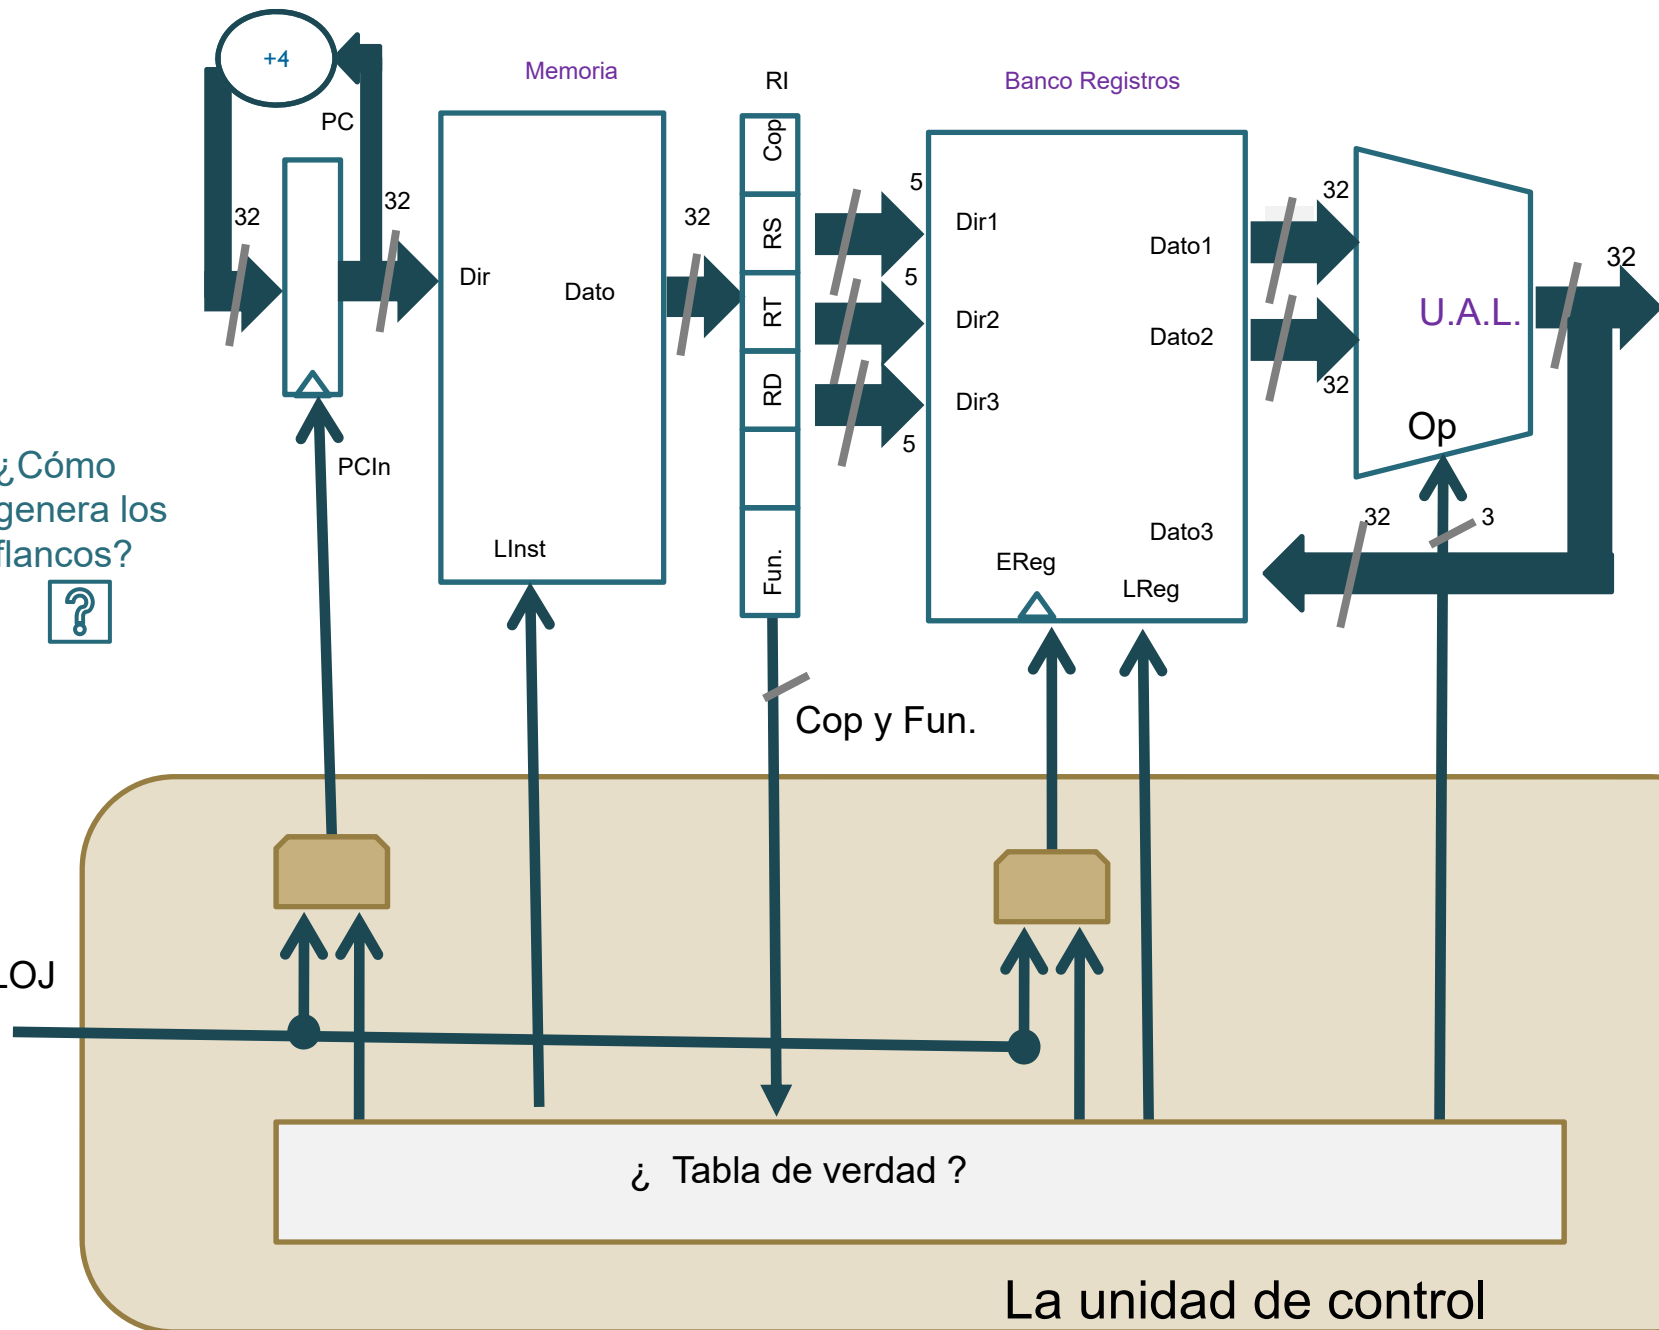 +4
Memoria
RI
Banco Registros
PC
Cop
32
32
32
5
32
32
RS
Dir1
Dato1
Dir
Dato
5
RT
Dir2
Dato2
U.A.L.
32
RD
Dir3
5
Op
¿Cómo
genera los
flancos?
PCIn
32
3
LInst
Fun.
EReg
Dato3
LReg
?
Cop y Fun.
LOJ
¿ Tabla de verdad ?
La unidad de control